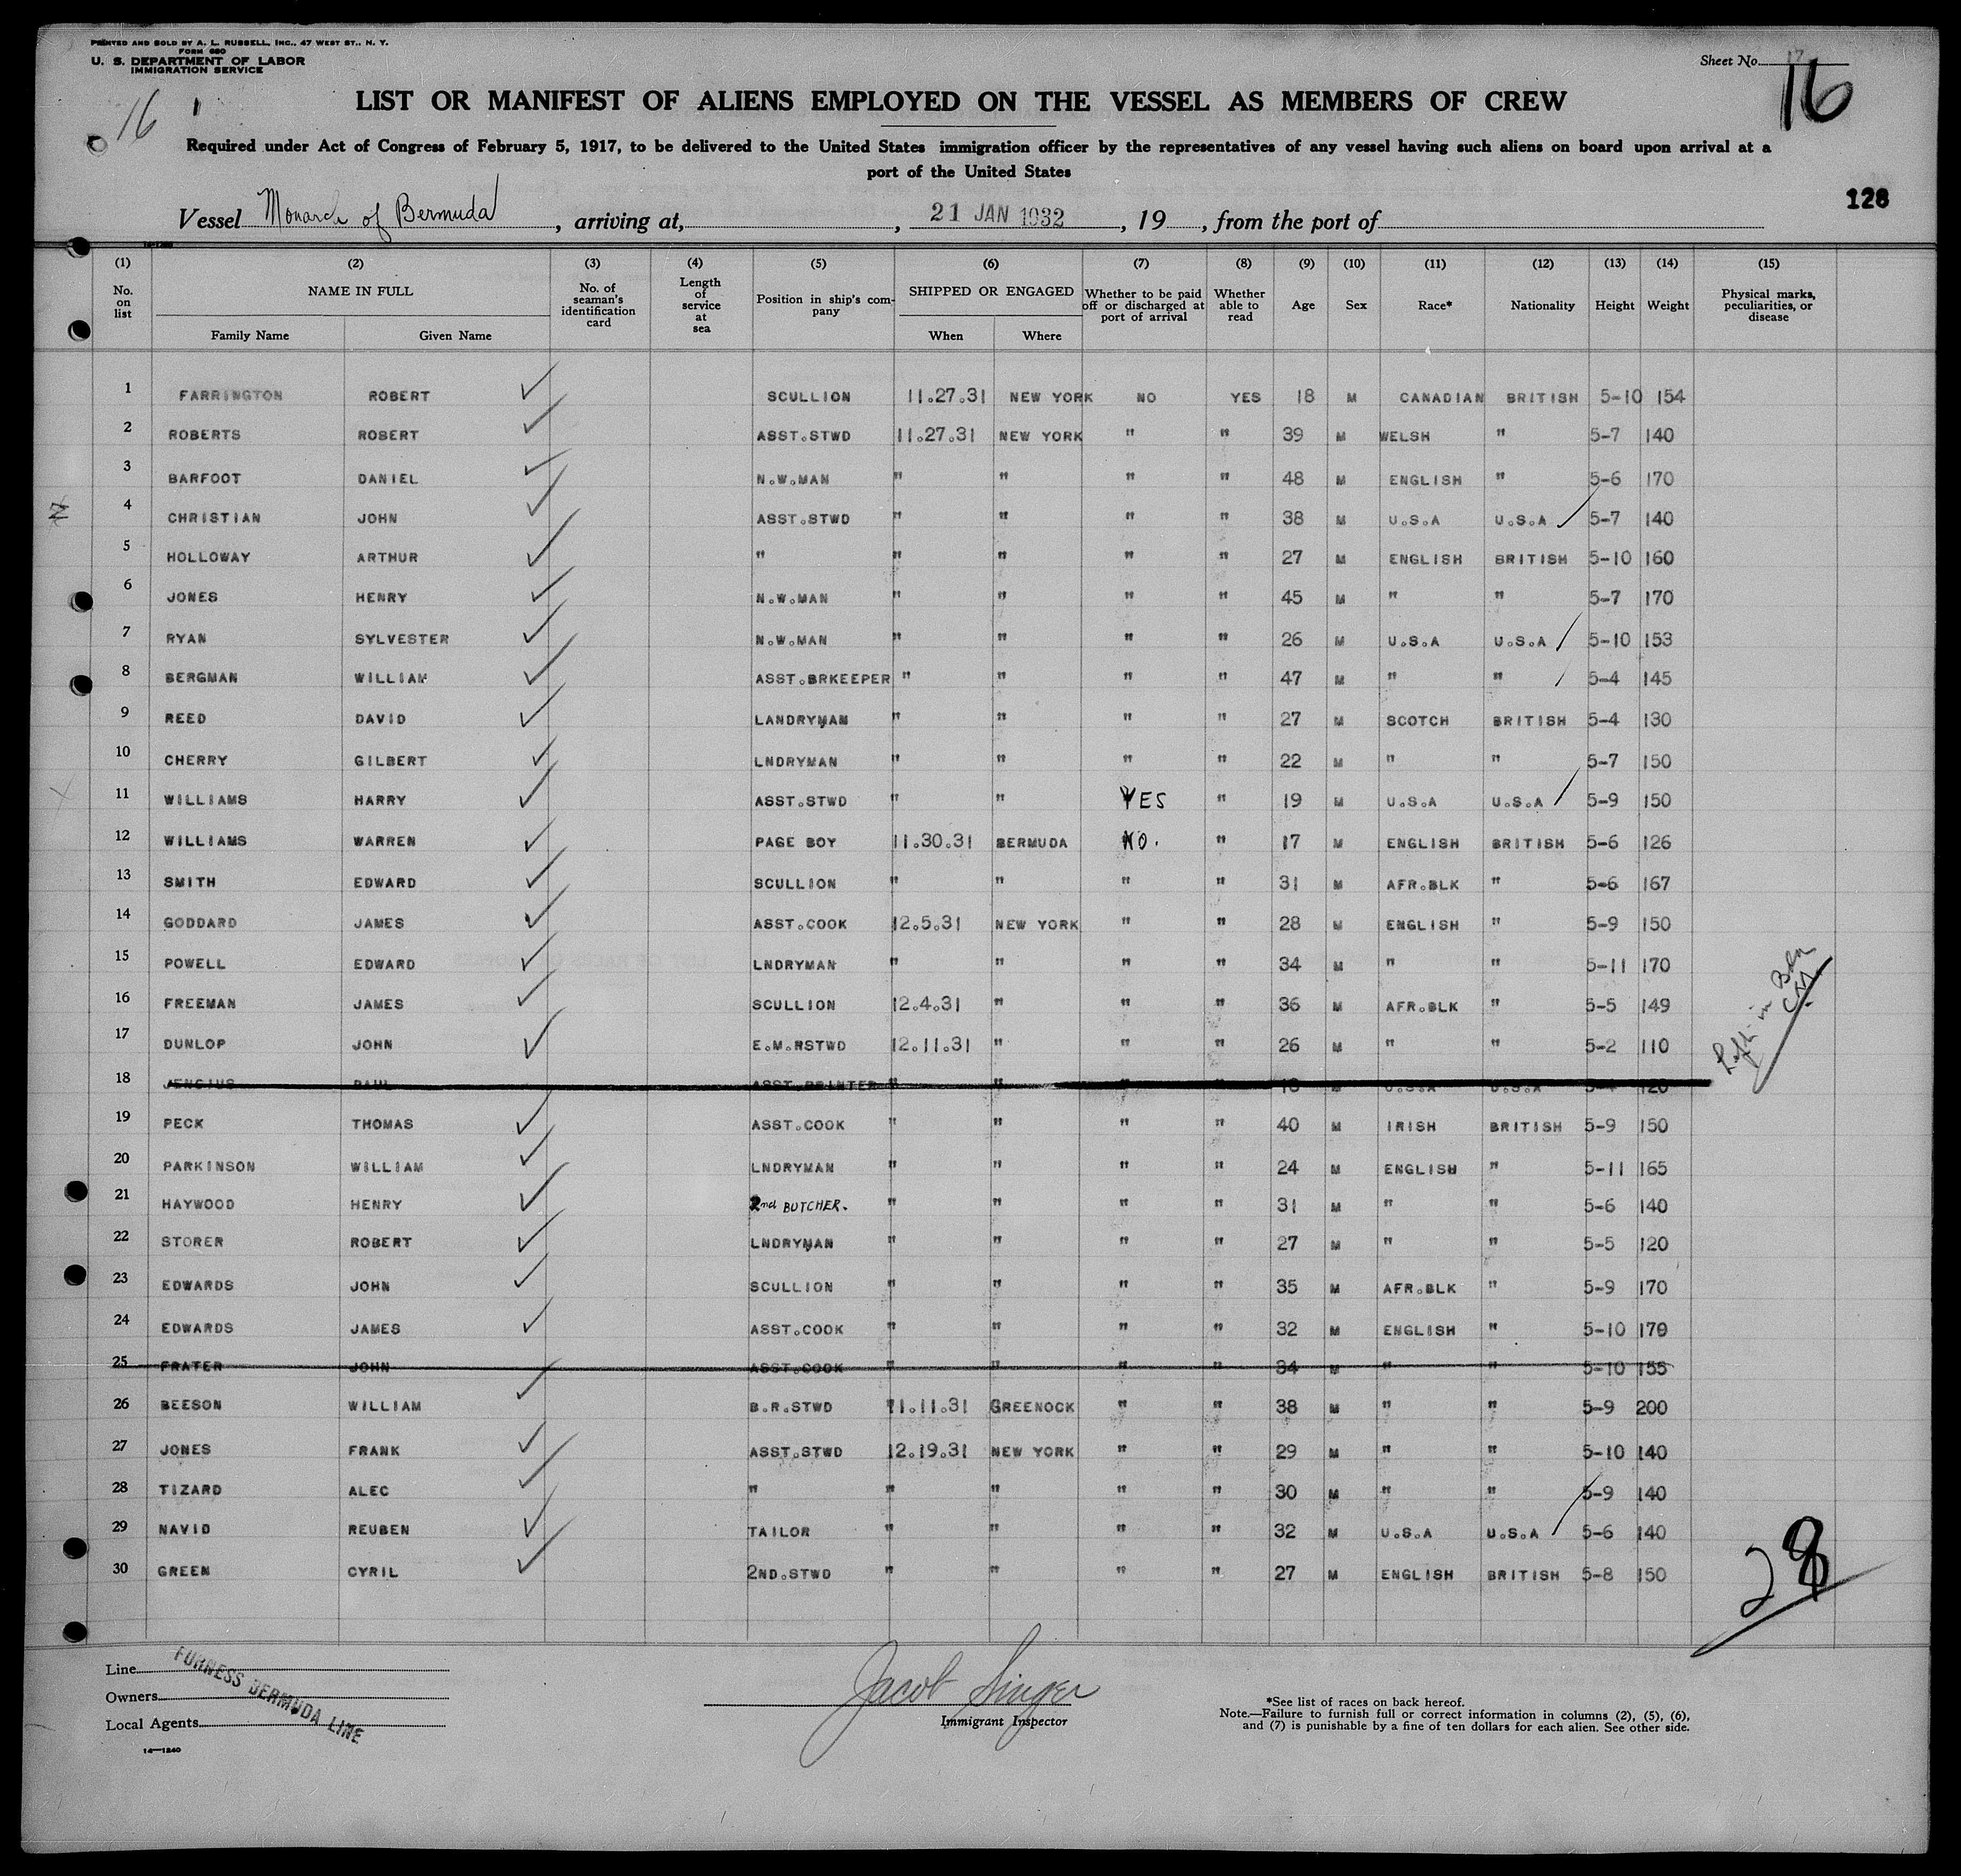 PRINTED AND SOLD BY A. L. RUSSELL, INC., 47 WEST ST., N. Y.
FORM 680
U. S. DEPARTMENT OF LABOR
IMMIGRATION SERVICE
Sheet No. 16
16
LIST OR MANIFEST OF ALIENS EMPLOYED ON THE VESSEL AS MEMBERS OF CREW
Required under Act of Congress of February 5, 1917, to be delivered to the United States immigration officer by the representatives of any vessel having such aliens on board upon arrival at a
port of the United States
128
Vessel Monarch of Bermuda, arriving at, , 21 JAN 1932, 19 , from the port of
(1) (2) (3) (4) (5) (6) (7) (8) (9) (10) (11) (12) (13) (14) (15)
No. on list NAME IN FULL Family Name Given Name No. of seaman's identification card Length of service at sea Position in ship's company SHIPPED OR ENGAGED When Where Whether to be paid off or discharged at port of arrival Whether able to read Age Sex Race* Nationality Height Weight Physical marks, peculiarities, or disease
1 FARRINGTON ROBERT SCULLION 11.27.31 NEW YORK NO YES 18 M CANADIAN BRITISH 5-10 154
2 ROBERTS ROBERT ASST.STWD 11.27.31 NEW YORK " " 39 M WELSH " 5-7 140
3 BARFOOT DANIEL N.W.MAN " " " " 48 M ENGLISH " 5-6 170
4 CHRISTIAN JOHN ASST.STWD " " " " 38 M U.S.A U.S.A 5-7 140
5 HOLLOWAY ARTHUR " " " " " 27 M ENGLISH BRITISH 5-10 160
6 JONES HENRY N.W.MAN " " " " 45 M " " 5-7 170
7 RYAN SYLVESTER N.W.MAN " " " " 26 M U.S.A U.S.A 5-10 153
8 BERGMAN WILLIAM ASST.BRKEEPER " " " " 47 M " " 5-4 145
9 REED DAVID LANDRYMAN " " " " 27 M SCOTCH BRITISH 5-4 130
10 CHERRY GILBERT LNDRYMAN " " " " 22 M " " 5-7 150
11 WILLIAMS HARRY ASST.STWD " " YES " 19 M U.S.A U.S.A 5-9 150
12 WILLIAMS WARREN PAGE BOY 11.30.31 BERMUDA NO. " 17 M ENGLISH BRITISH 5-6 126
13 SMITH EDWARD SCULLION " " " " 31 M AFR.BLK " 5-6 167
14 GODDARD JAMES ASST.COOK 12.5.31 NEW YORK " " 28 M ENGLISH " 5-9 150
15 POWELL EDWARD LNDRYMAN " " " " 34 M " " 5-11 170
16 FREEMAN JAMES SCULLION 12.4.31 " " " 36 M AFR.BLK " 5-5 149
17 DUNLOP JOHN E.M.RSTWD 12.11.31 " " " 26 M " " 5-2 110
18 PAUL ASST.PRINTER " " " " M U.S.A U.S.A 5-4 120 Left in Bda
19 PECK THOMAS ASST.COOK " " " " 40 M IRISH BRITISH 5-9 150
20 PARKINSON WILLIAM LNDRYMAN " " " " 24 M ENGLISH " 5-11 165
21 HAYWOOD HENRY 2nd BUTCHER. " " " " 31 M " " 5-6 140
22 STORER ROBERT LNDRYMAN " " " " 27 M " " 5-5 120
23 EDWARDS JOHN SCULLION " " " " 35 M AFR.BLK " 5-9 170
24 EDWARDS JAMES ASST.COOK " " " " 32 M ENGLISH " 5-10 179
25 FRATER JOHN ASST.COOK " " " " 34 M " " 5-10 155
26 BEESON WILLIAM B.R.STWD 11.11.31 GREENOCK " " 38 M " " 5-9 200
27 JONES FRANK ASST.STWD 12.19.31 NEW YORK " " 29 M " " 5-10 140
28 TIZARD ALEC " " " " " 30 M " " 5-9 140
29 NAVID REUBEN TAILOR " " " " 32 M U.S.A U.S.A 5-6 140
30 GREEN CYRIL 2ND.STWD " " " " 27 M ENGLISH BRITISH 5-8 150
28
Line
Owners
Local Agents
FURNESS BERMUDA LINE
14—1240
Jacob Singer
Immigrant Inspector
*See list of races on back hereof.
Note.—Failure to furnish full or correct information in columns (2), (5), (6),
and (7) is punishable by a fine of ten dollars for each alien. See other side.